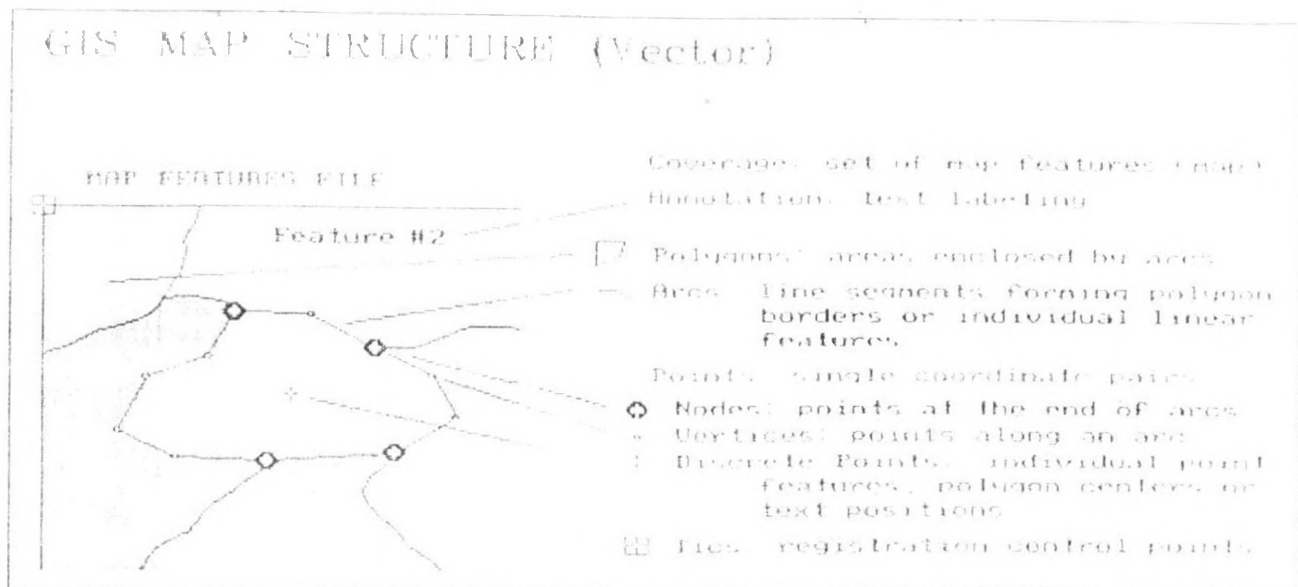 GIS MAP STRUCTURE (Vector)
MAP FEATURES FILE
Feature #2
Coverage: set of map features (map)
Annotation: text labeling
Polygons: areas enclosed by arcs
Arcs: line segments forming polygon
borders or individual linear
features
Points: single coordinate pairs
Nodes: points at the end of arcs
Vertices: points along an arc
Discrete Points: individual point
features, polygon centers or
text positions
Tics: registration control points